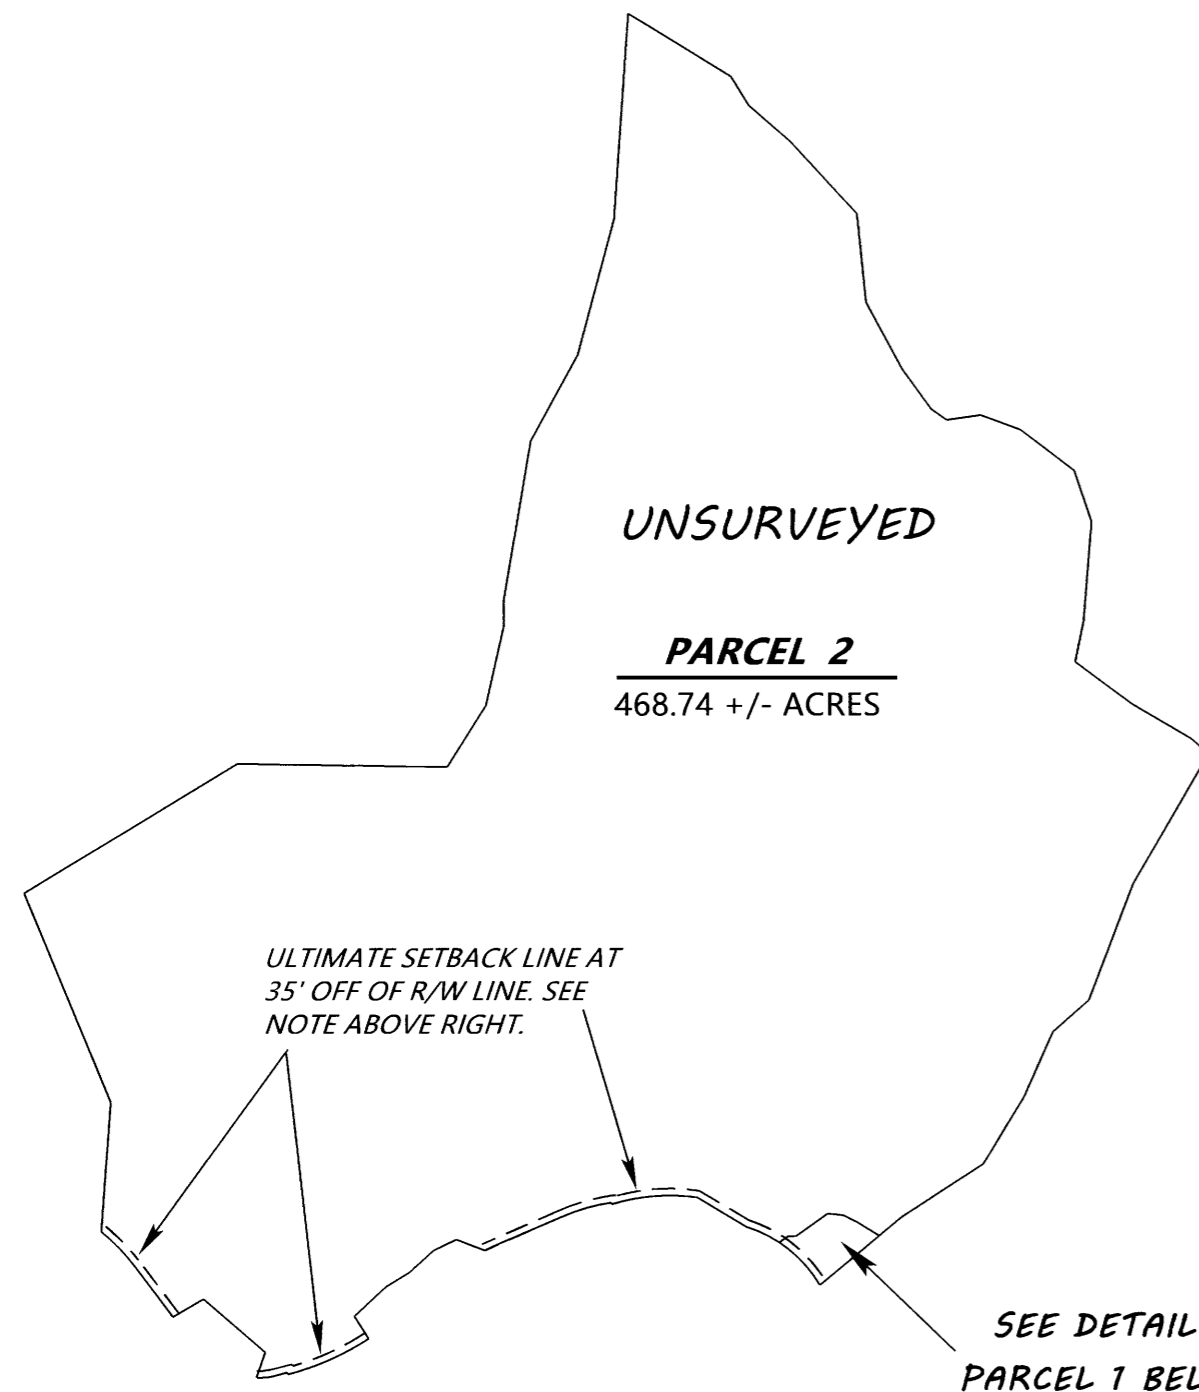 UNSURVEYED
PARCEL 2
468.74 +/- ACRES
ULTIMATE SETBACK LINE AT
35' OFF OF R/W LINE. SEE
NOTE ABOVE RIGHT.
SEE DETAIL
PARCEL 1 BEL